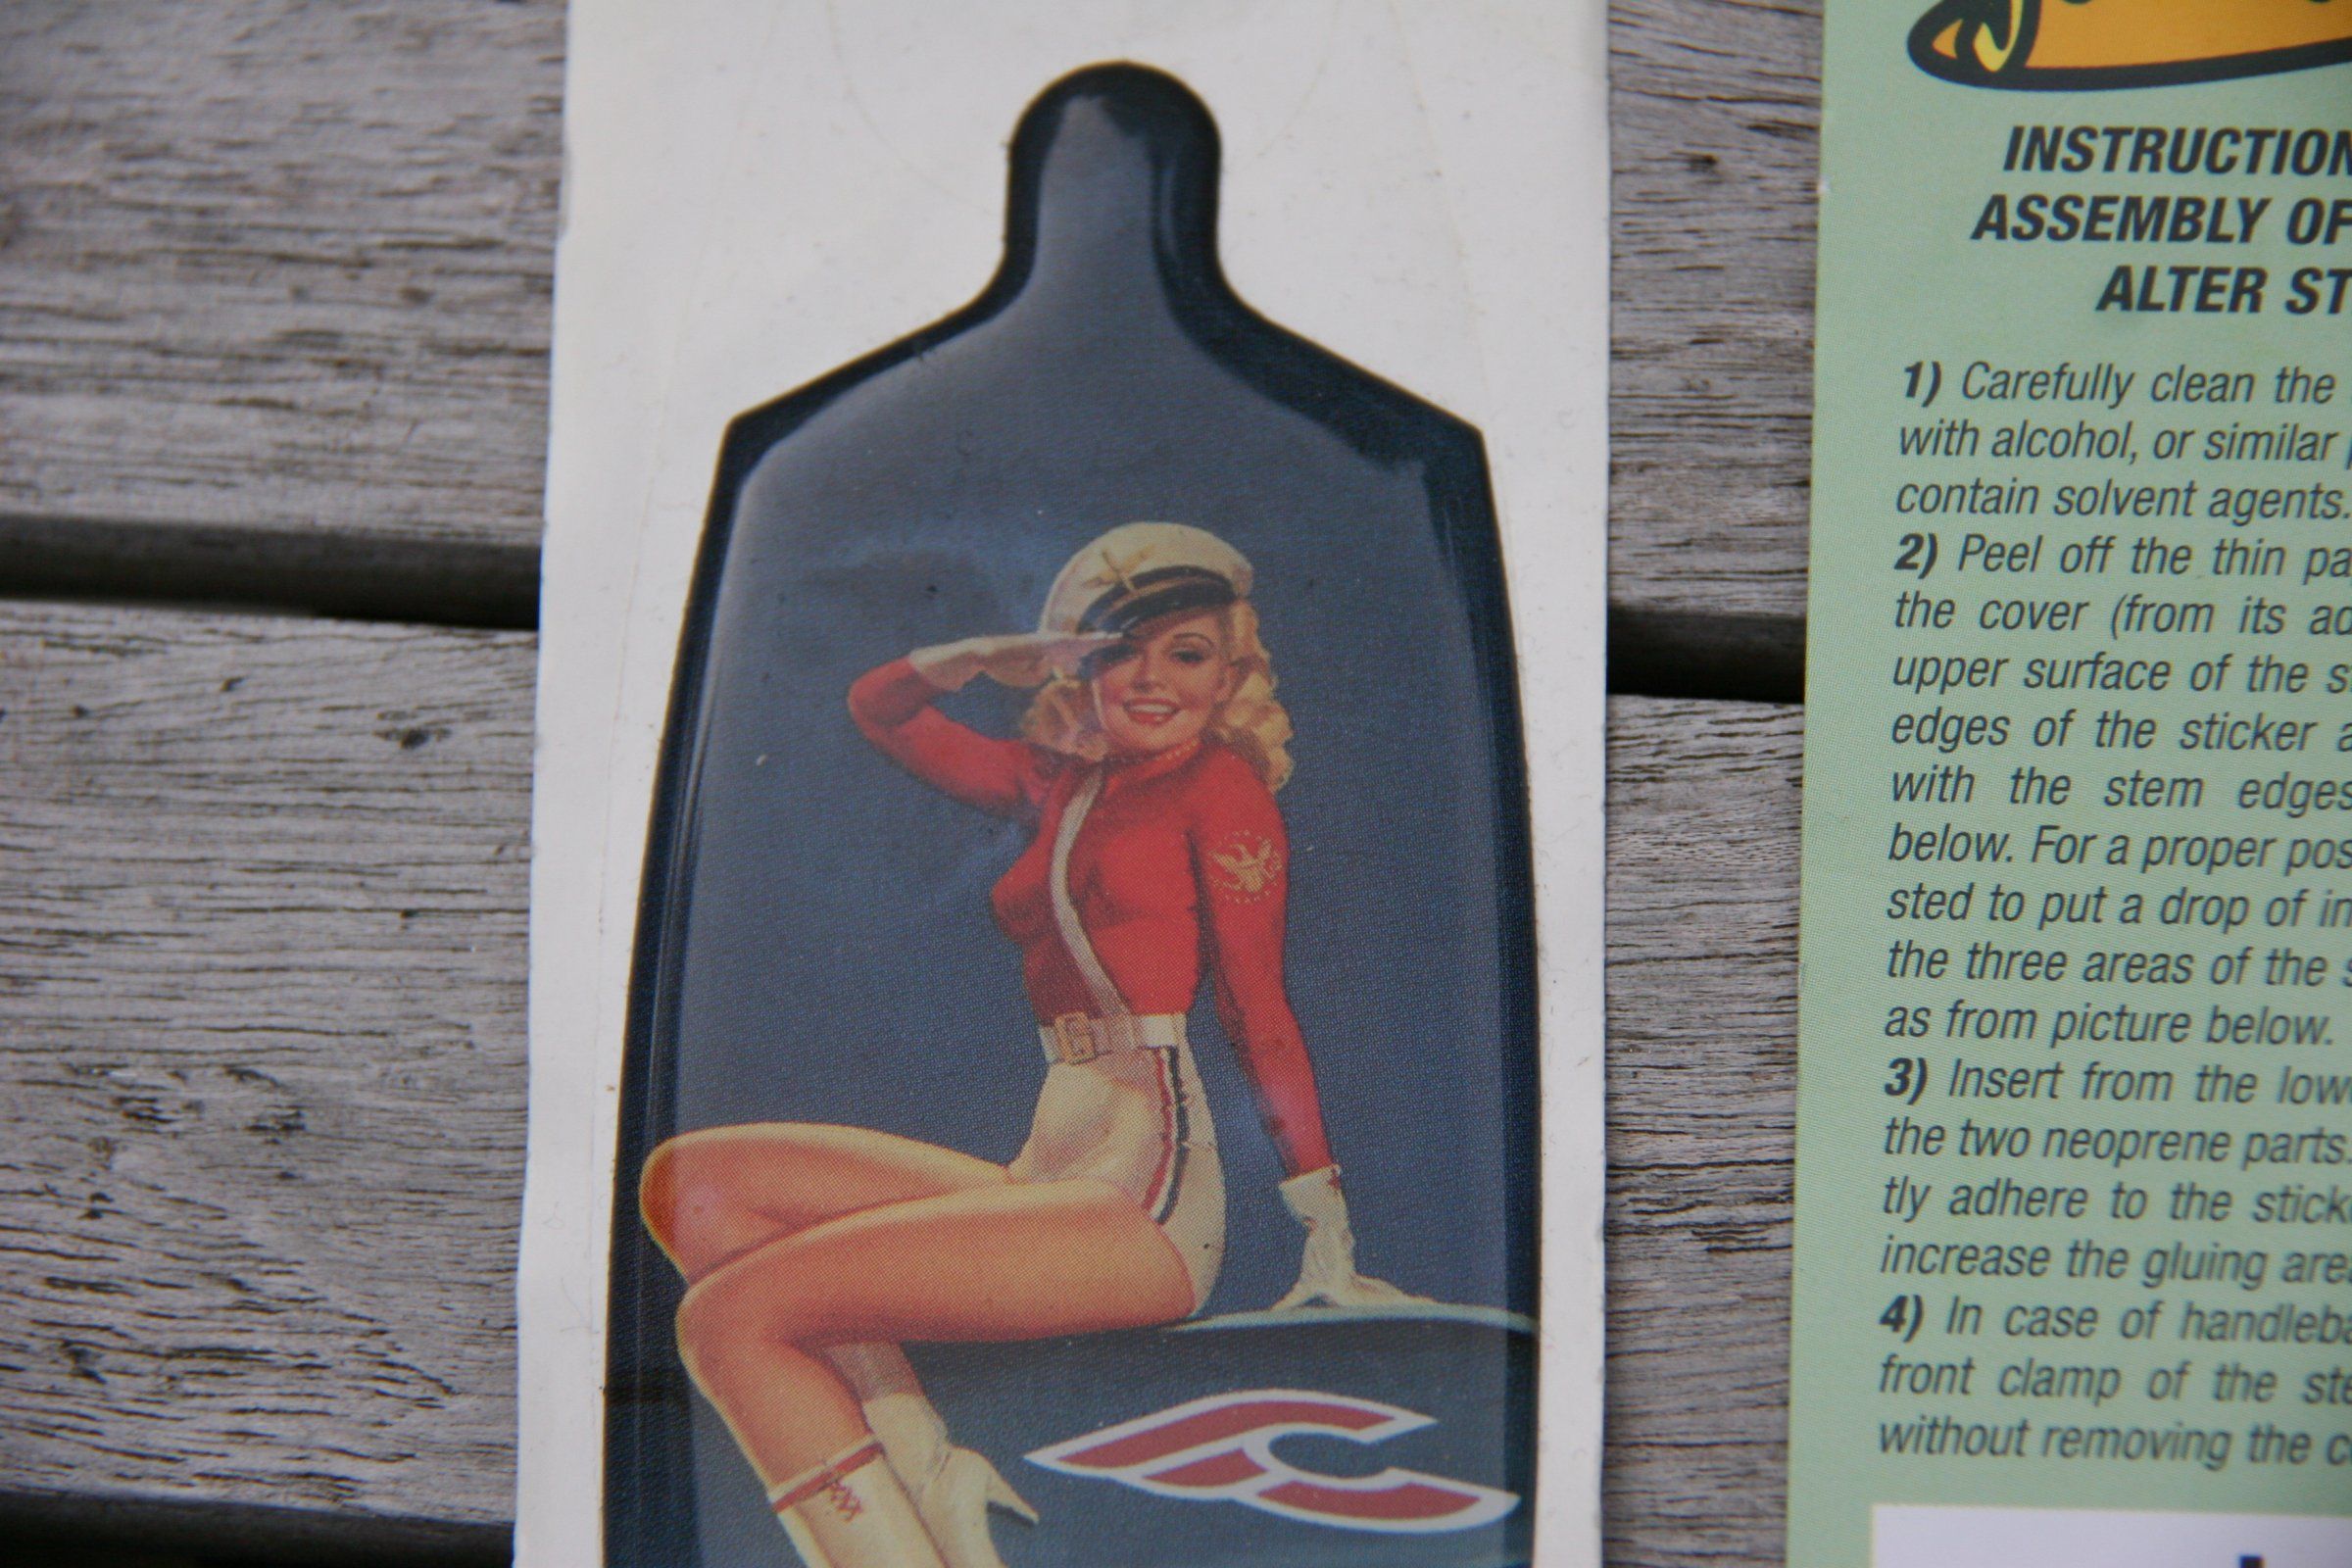 INSTRUCTION
ASSEMBLY OF
ALTER ST
1) Carefully clean the
with alcohol, or similar
contain solvent agents.
2) Peel off the thin pa
the cover (from its ad
upper surface of the s
edges of the sticker a
with the stem edges
below. For a proper pos
sted to put a drop of in
the three areas of the s
as from picture below.
3) Insert from the lowe
the two neoprene parts.
tly adhere to the sticke
increase the gluing are
4) In case of handleba
front clamp of the ste
without removing the c